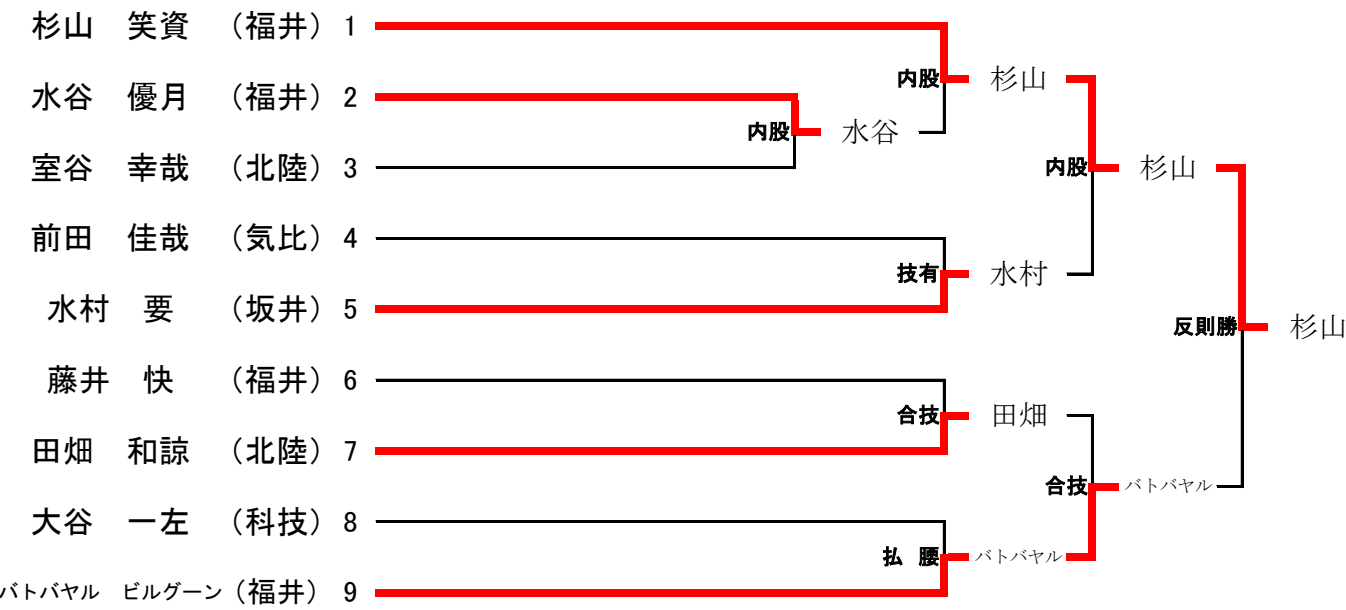 杉山　笑資　（福井） 1
内股　杉山
水谷　優月　（福井） 2
内股　水谷
室谷　幸哉　（北陸） 3
内股　杉山
前田　佳哉　（気比） 4
技有　水村
水村　要　（坂井） 5
反則勝　杉山
藤井　快　（福井） 6
合技　田畑
田畑　和諒　（北陸） 7
合技　バトバヤル
大谷　一左　（科技） 8
払 腰　バトバヤル
バトバヤル　ビルグーン （福井） 9